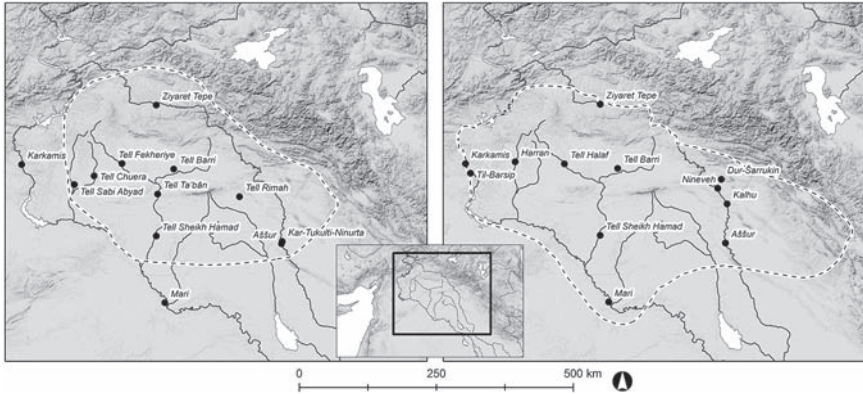 Ziyaret Tepe
Karkamis
Tell Fekheriye
Tell Barri
Tell Chuera
Tell Ta'bân
Tell Rimah
Tell Sabi Abyad
Tell Sheikh Hamad
Aššur
Kar-Tukulti-Ninurta
Mari
Ziyaret Tepe
Karkamis
Harran
Tell Halaf
Tell Barri
Dur-Sarrukin
Til-Barsip
Nineveh
Kalhu
Tell Sheikh Hamad
Aššur
Mari
0 250 500 km